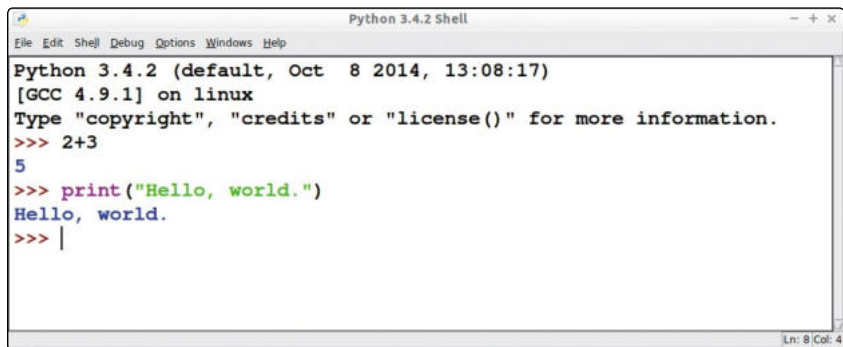 Python 3.4.2 Shell
File Edit Shell Debug Options Windows Help
Python 3.4.2 (default, Oct  8 2014, 13:08:17)
[GCC 4.9.1] on linux
Type "copyright", "credits" or "license()" for more information.
>>> 2+3
5
>>> print("Hello, world.")
Hello, world.
>>>
Ln: 8 Col: 4